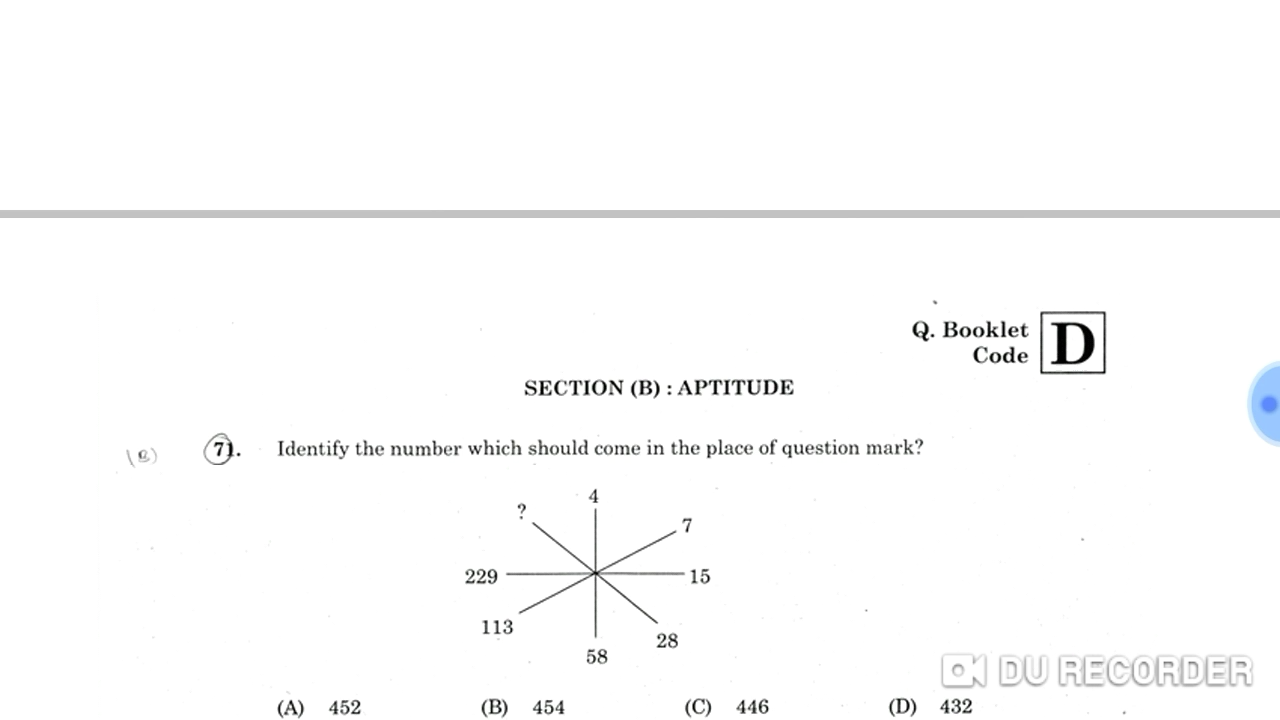 Q. Booklet
Code D
SECTION (B) : APTITUDE
(B) 71. Identify the number which should come in the place of question mark?
4
? 7
229 15
113 28
58
(A) 452 (B) 454 (C) 446 (D) 432
DU RECORDER